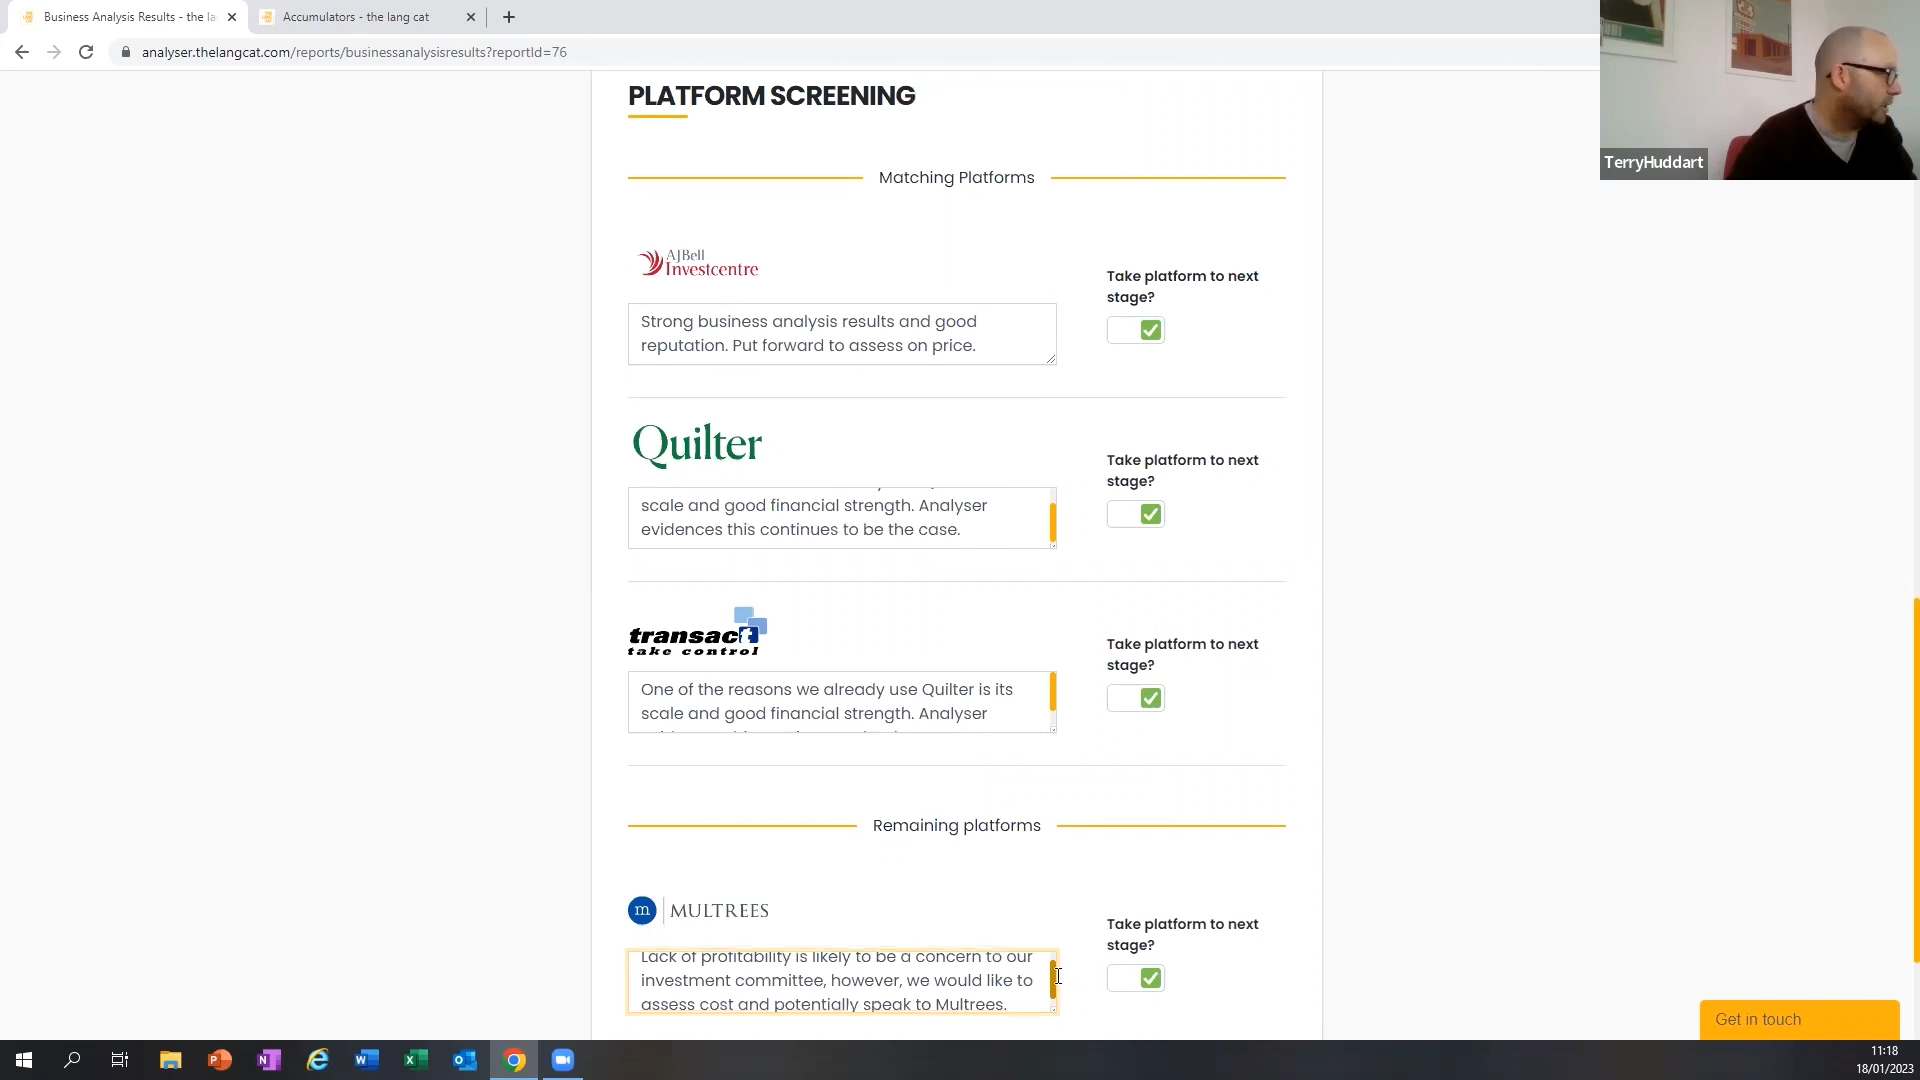 Business Analysis Results - the la
Accumulators - the lang cat
analyser.thelangcat.com/reports/businessanalysisresults?reportId=76
TerryHuddart
PLATFORM SCREENING
Matching Platforms
AJBell
Investcentre
Take platform to next
stage?
Strong business analysis results and good
reputation. Put forward to assess on price.
Quilter
Take platform to next
stage?
scale and good financial strength. Analyser
evidences this continues to be the case.
transact
take control
Take platform to next
stage?
One of the reasons we already use Quilter is its
scale and good financial strength. Analyser
Remaining platforms
m MULTREES
Take platform to next
stage?
Lack of profitability is likely to be a concern to our
investment committee, however, we would like to
assess cost and potentially speak to Multrees.
Get in touch
11:18
18/01/2023